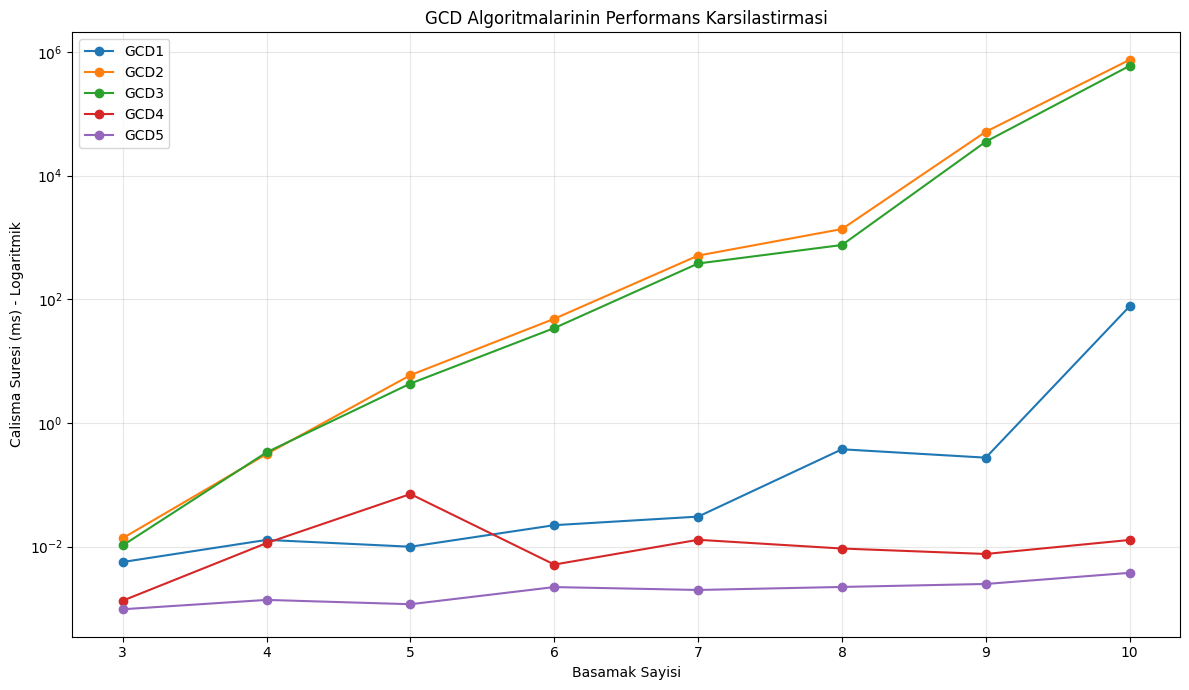 GCD Algoritmalarinin Performans Karsilastirmasi
GCD1
GCD2
GCD3
GCD4
GCD5
10^6
10^4
10^2
10^0
10^−2
Calisma Suresi (ms) - Logaritmik
3 4 5 6 7 8 9 10
Basamak Sayisi